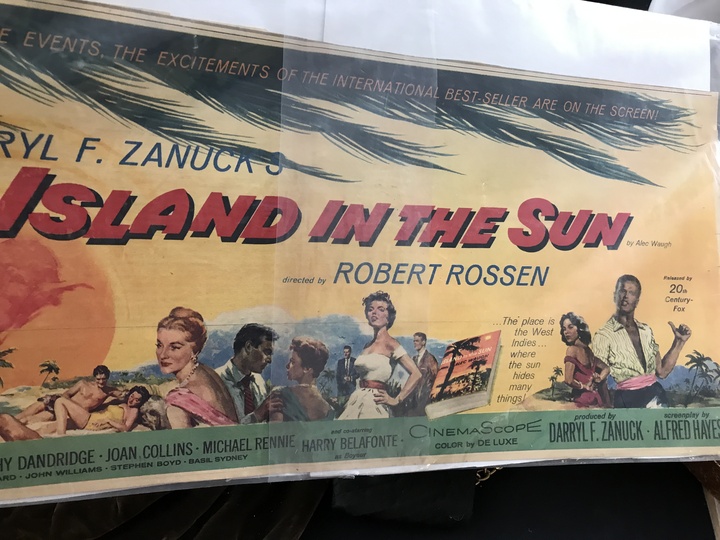 E EVENTS, THE EXCITEMENTS OF THE INTERNATIONAL BEST-SELLER ARE ON THE SCREEN!
RYL F. ZANUCK'S
ISLAND IN THE SUN
by Alec Waugh
directed by ROBERT ROSSEN
Released by
20th
Century-
Fox
...The place is
the West
Indies...
where
the sun
hides
many
things!
HY DANDRIDGE · JOAN COLLINS · MICHAEL RENNIE
and co-starring
HARRY BELAFONTE ·
as Boyeur
ARD · JOHN WILLIAMS · STEPHEN BOYD · BASIL SYDNEY
CINEMASCOPE
COLOR by DE LUXE
produced by
DARRYL F. ZANUCK ·
screenplay by
ALFRED HAYES